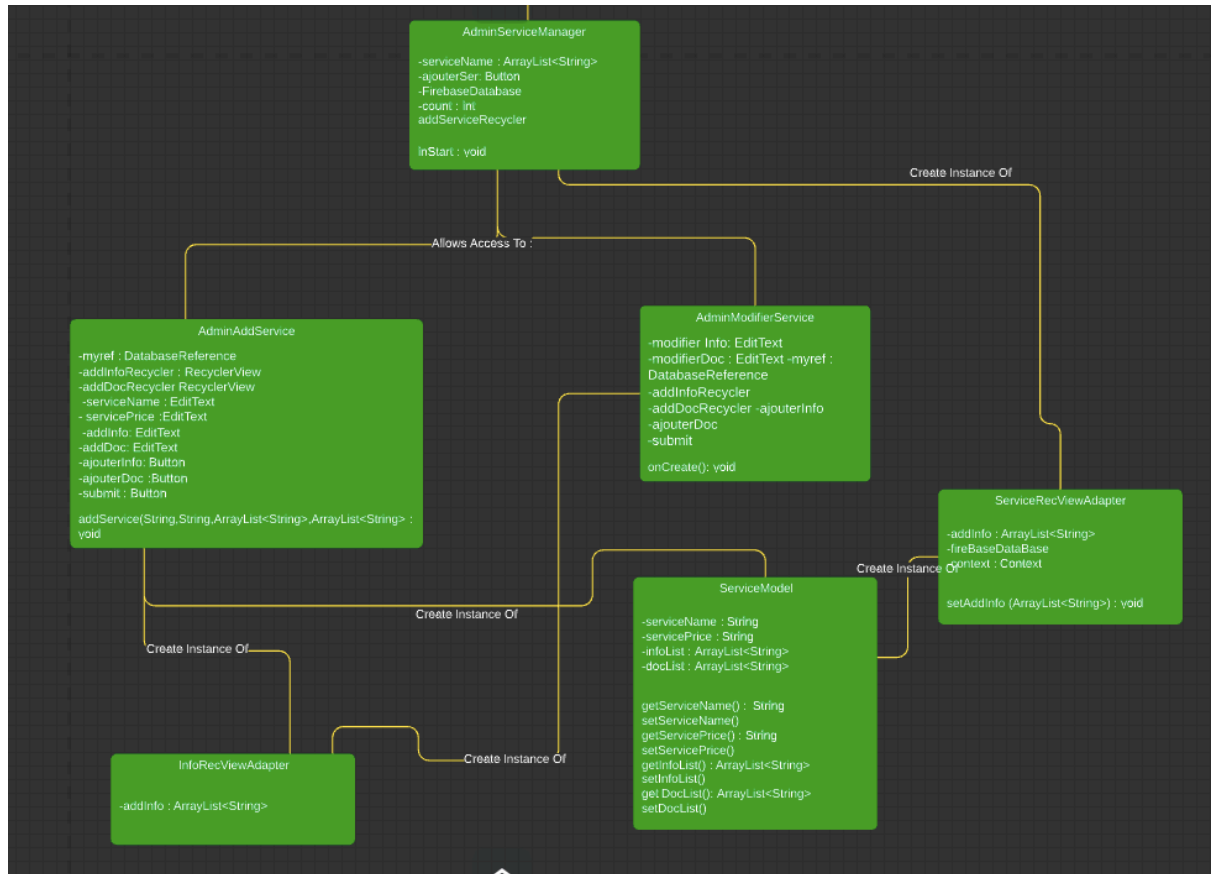 AdminServiceManager
-serviceName : ArrayList<String>
-ajouterSer: Button
-FirebaseDatabase
-count : int
addServiceRecycler
inStart : void
Create Instance Of
Allows Access To :
AdminAddService
-myref : DatabaseReference
-addInfoRecycler : RecyclerView
-addDocRecycler RecyclerView
-serviceName : EditText
- servicePrice :EditText
-addInfo: EditText
-addDoc: EditText
-ajouterInfo: Button
-ajouterDoc :Button
-submit : Button
addService(String,String,ArrayList<String>,ArrayList<String> :
void
AdminModifierService
-modifier Info: EditText
-modifierDoc : EditText -myref :
DatabaseReference
-addInfoRecycler
-addDocRecycler -ajouterInfo
-ajouterDoc
-submit
onCreate(): void
ServiceRecViewAdapter
-addInfo : ArrayList<String>
-fireBaseDataBase
-context : Context
setAddInfo (ArrayList<String>) : void
Create Instance Of
Create Instance Of
Create Instance Of
ServiceModel
-serviceName : String
-servicePrice : String
-infoList : ArrayList<String>
-docList : ArrayList<String>
getServiceName() : String
setServiceName()
getServicePrice() : String
setServicePrice()
getInfoList() : ArrayList<String>
setInfoList()
get DocList(): ArrayList<String>
setDocList()
Create Instance Of
InfoRecViewAdapter
-addInfo : ArrayList<String>